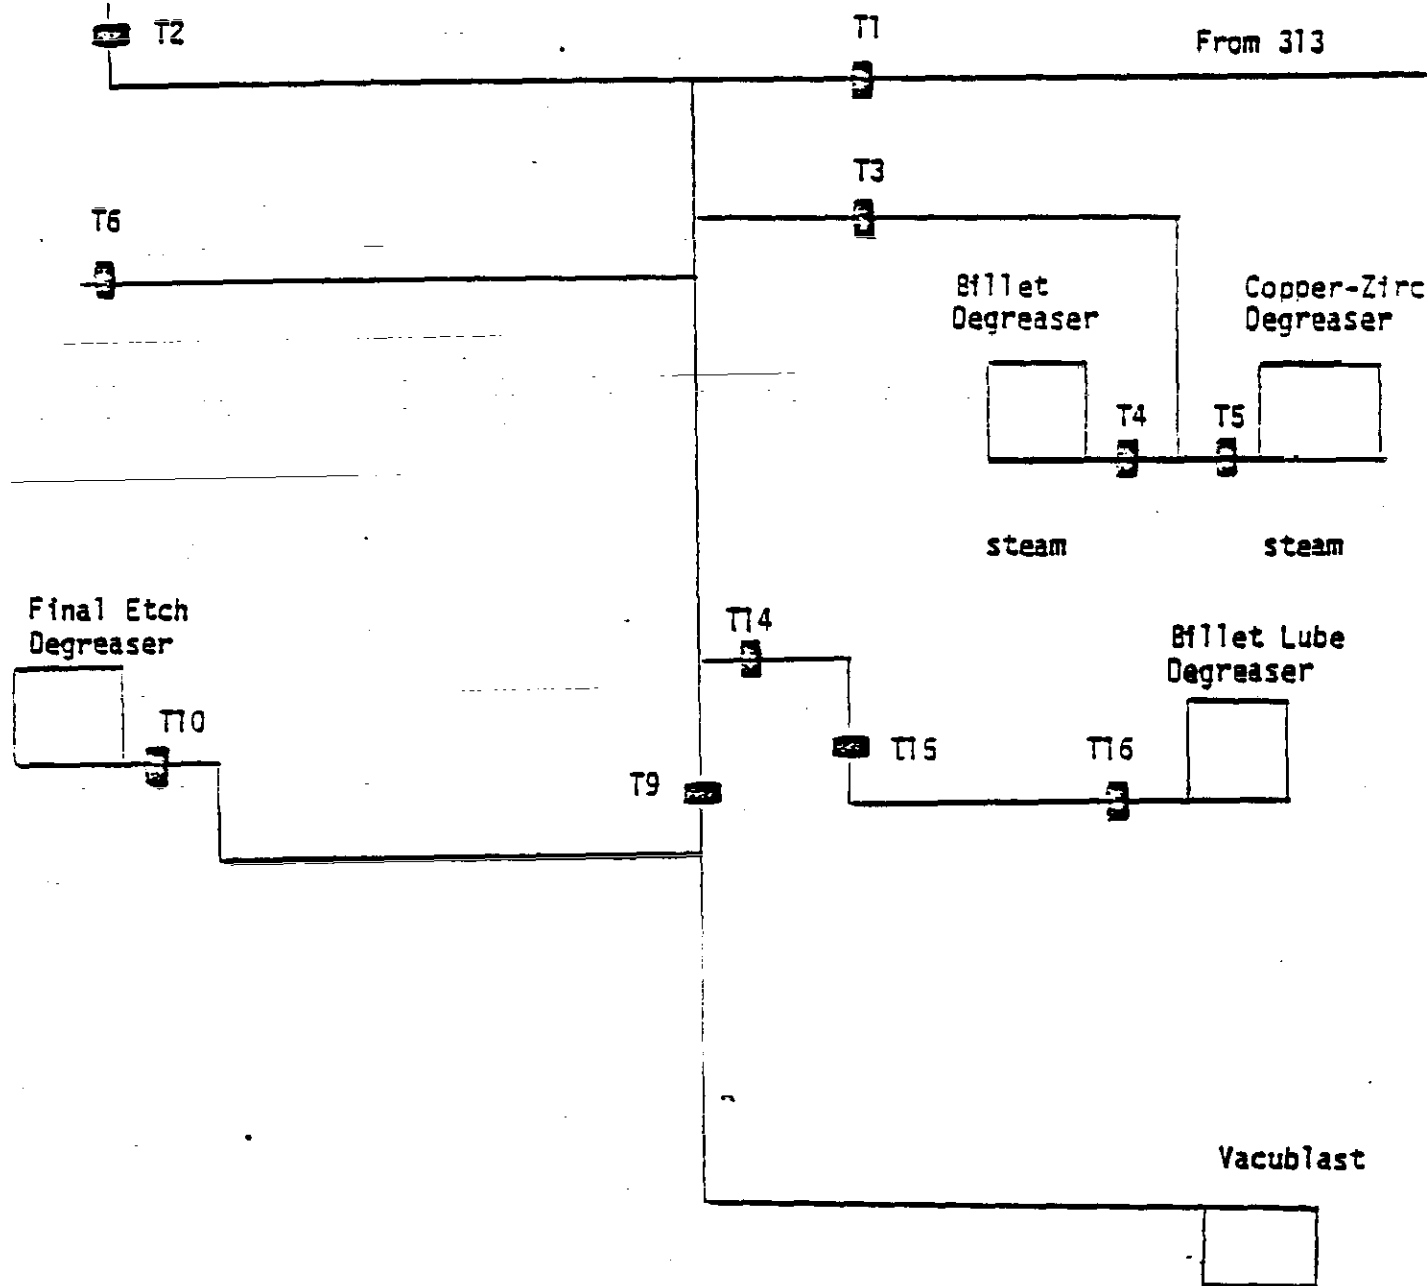 T2
T1
From 313
T3
T6
Billet
Degreaser
Copper-Zirc
Degreaser
T4
T5
steam
steam
Final Etch
Degreaser
T14
Billet Lube
Degreaser
T10
T15
T16
T9
Vacublast